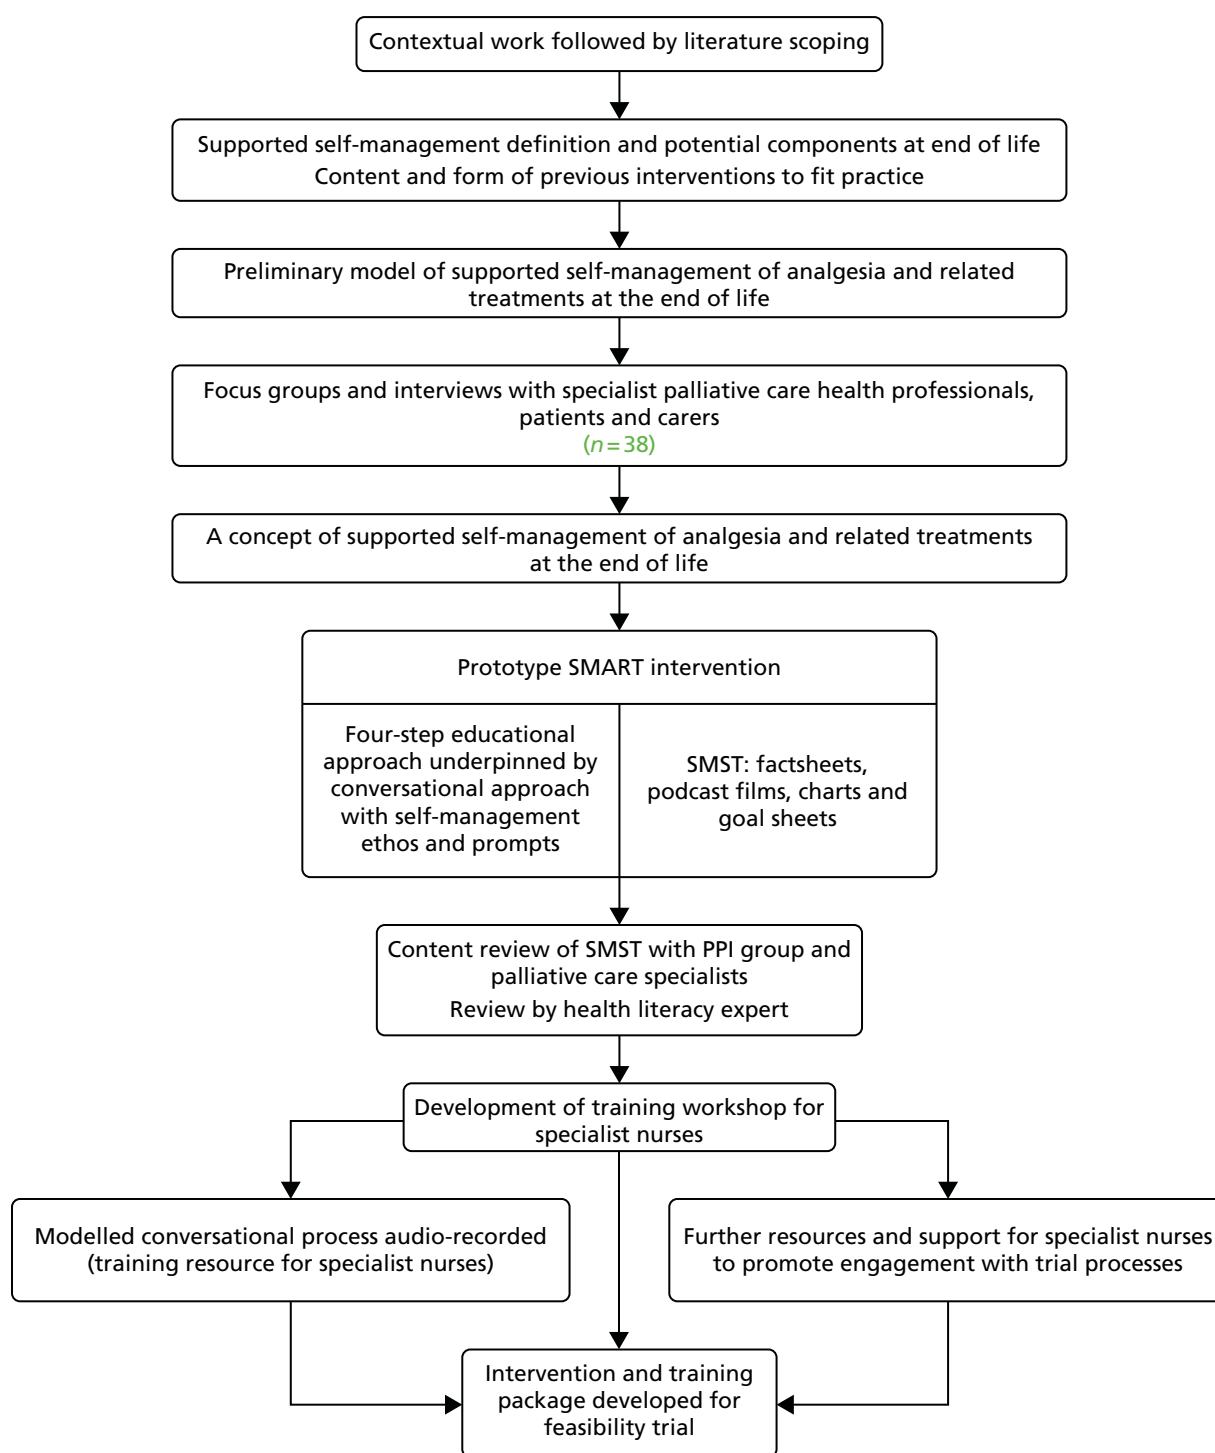 Contextual work followed by literature scoping
Supported self-management definition and potential components at end of life
Content and form of previous interventions to fit practice
Preliminary model of supported self-management of analgesia and related
treatments at the end of life
Focus groups and interviews with specialist palliative care health professionals,
patients and carers
(n=38)
A concept of supported self-management of analgesia and related treatments
at the end of life
Prototype SMART intervention
Four-step educational
approach underpinned by
conversational approach
with self-management
ethos and prompts
SMST: factsheets,
podcast films, charts and
goal sheets
Content review of SMST with PPI group and
palliative care specialists
Review by health literacy expert
Development of training workshop for
specialist nurses
Modelled conversational process audio-recorded
(training resource for specialist nurses)
Further resources and support for specialist nurses
to promote engagement with trial processes
Intervention and training
package developed for
feasibility trial